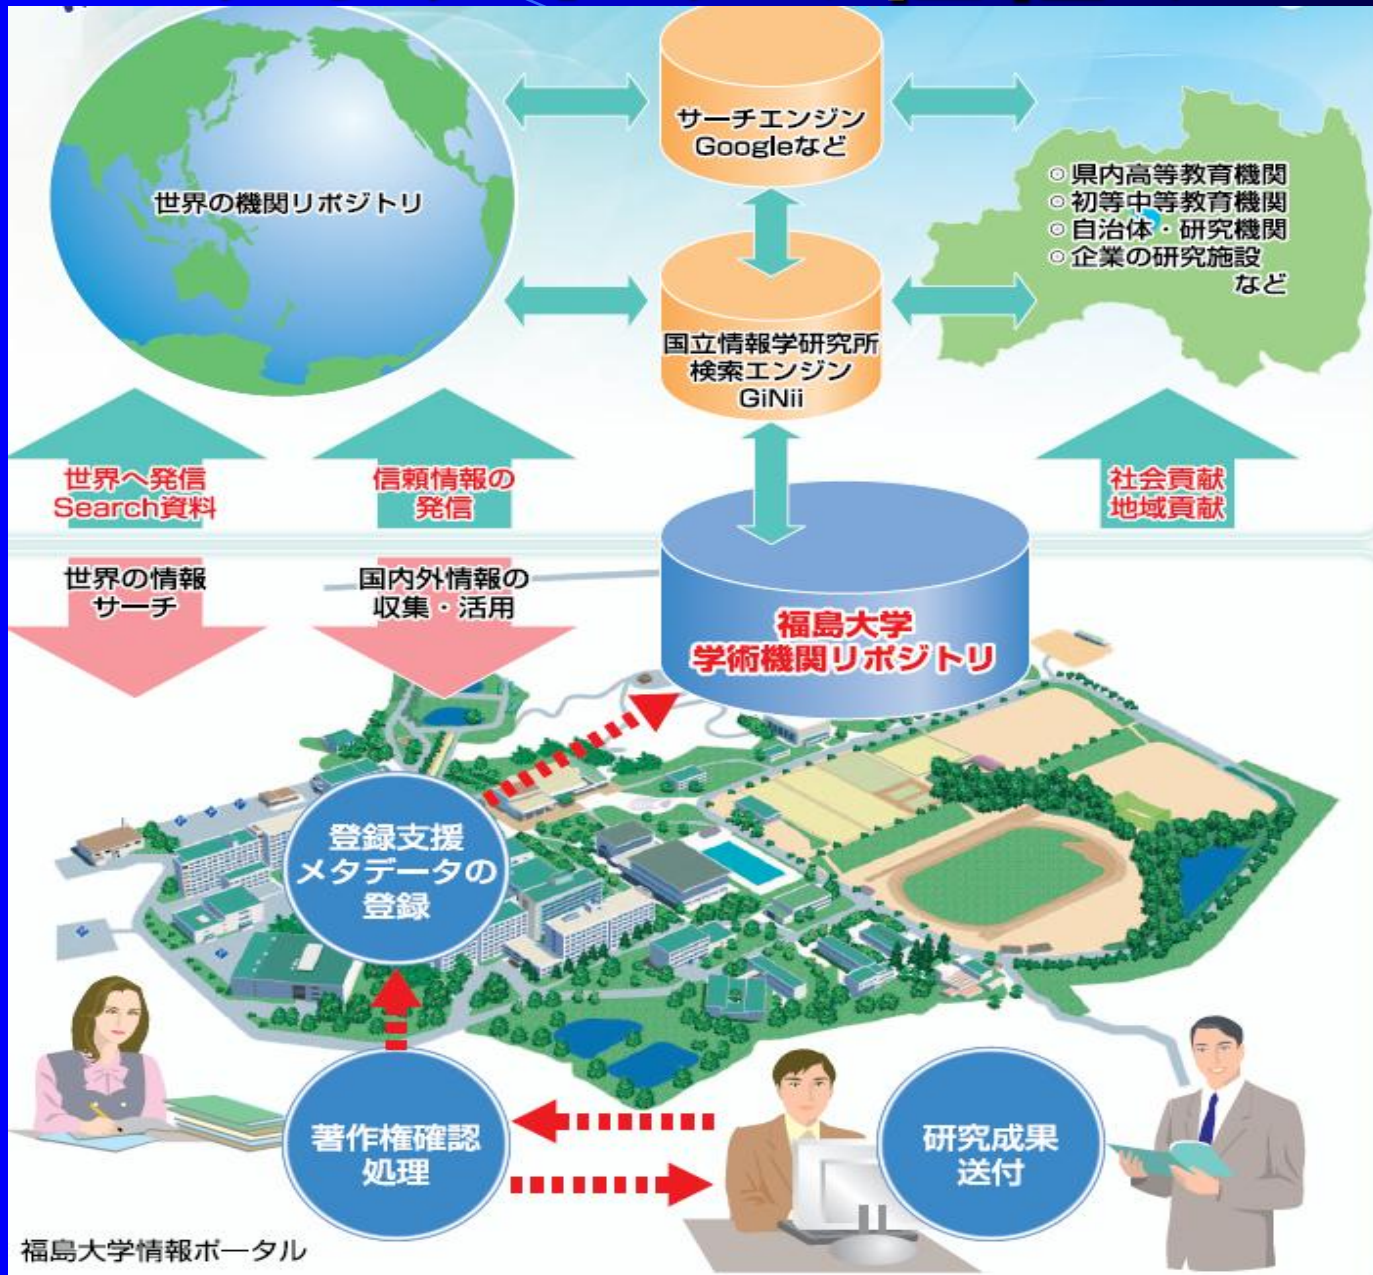 サーチエンジン
Googleなど
世界の機関リポジトリ
○県内高等教育機関
○初等中等教育機関
○自治体・研究機関
○企業の研究施設
など
国立情報学研究所
検索エンジン
GiNii
世界へ発信
Search資料
信頼情報の
発信
社会貢献
地域貢献
世界の情報
サーチ
国内外情報の
収集・活用
福島大学
学術機関リポジトリ
登録支援
メタデータの
登録
著作権確認
処理
研究成果
送付
福島大学情報ポータル